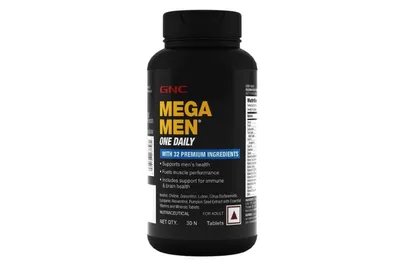 GNC
MEGA
MEN®
ONE DAILY
WITH 32 PREMIUM INGREDIENTS
• Supports men's health
• Fuels muscle performance
• Includes support for immune
& brain health
NUTRACEUTICAL
FOR ADULT
NET QTY.
30 N
Tablets